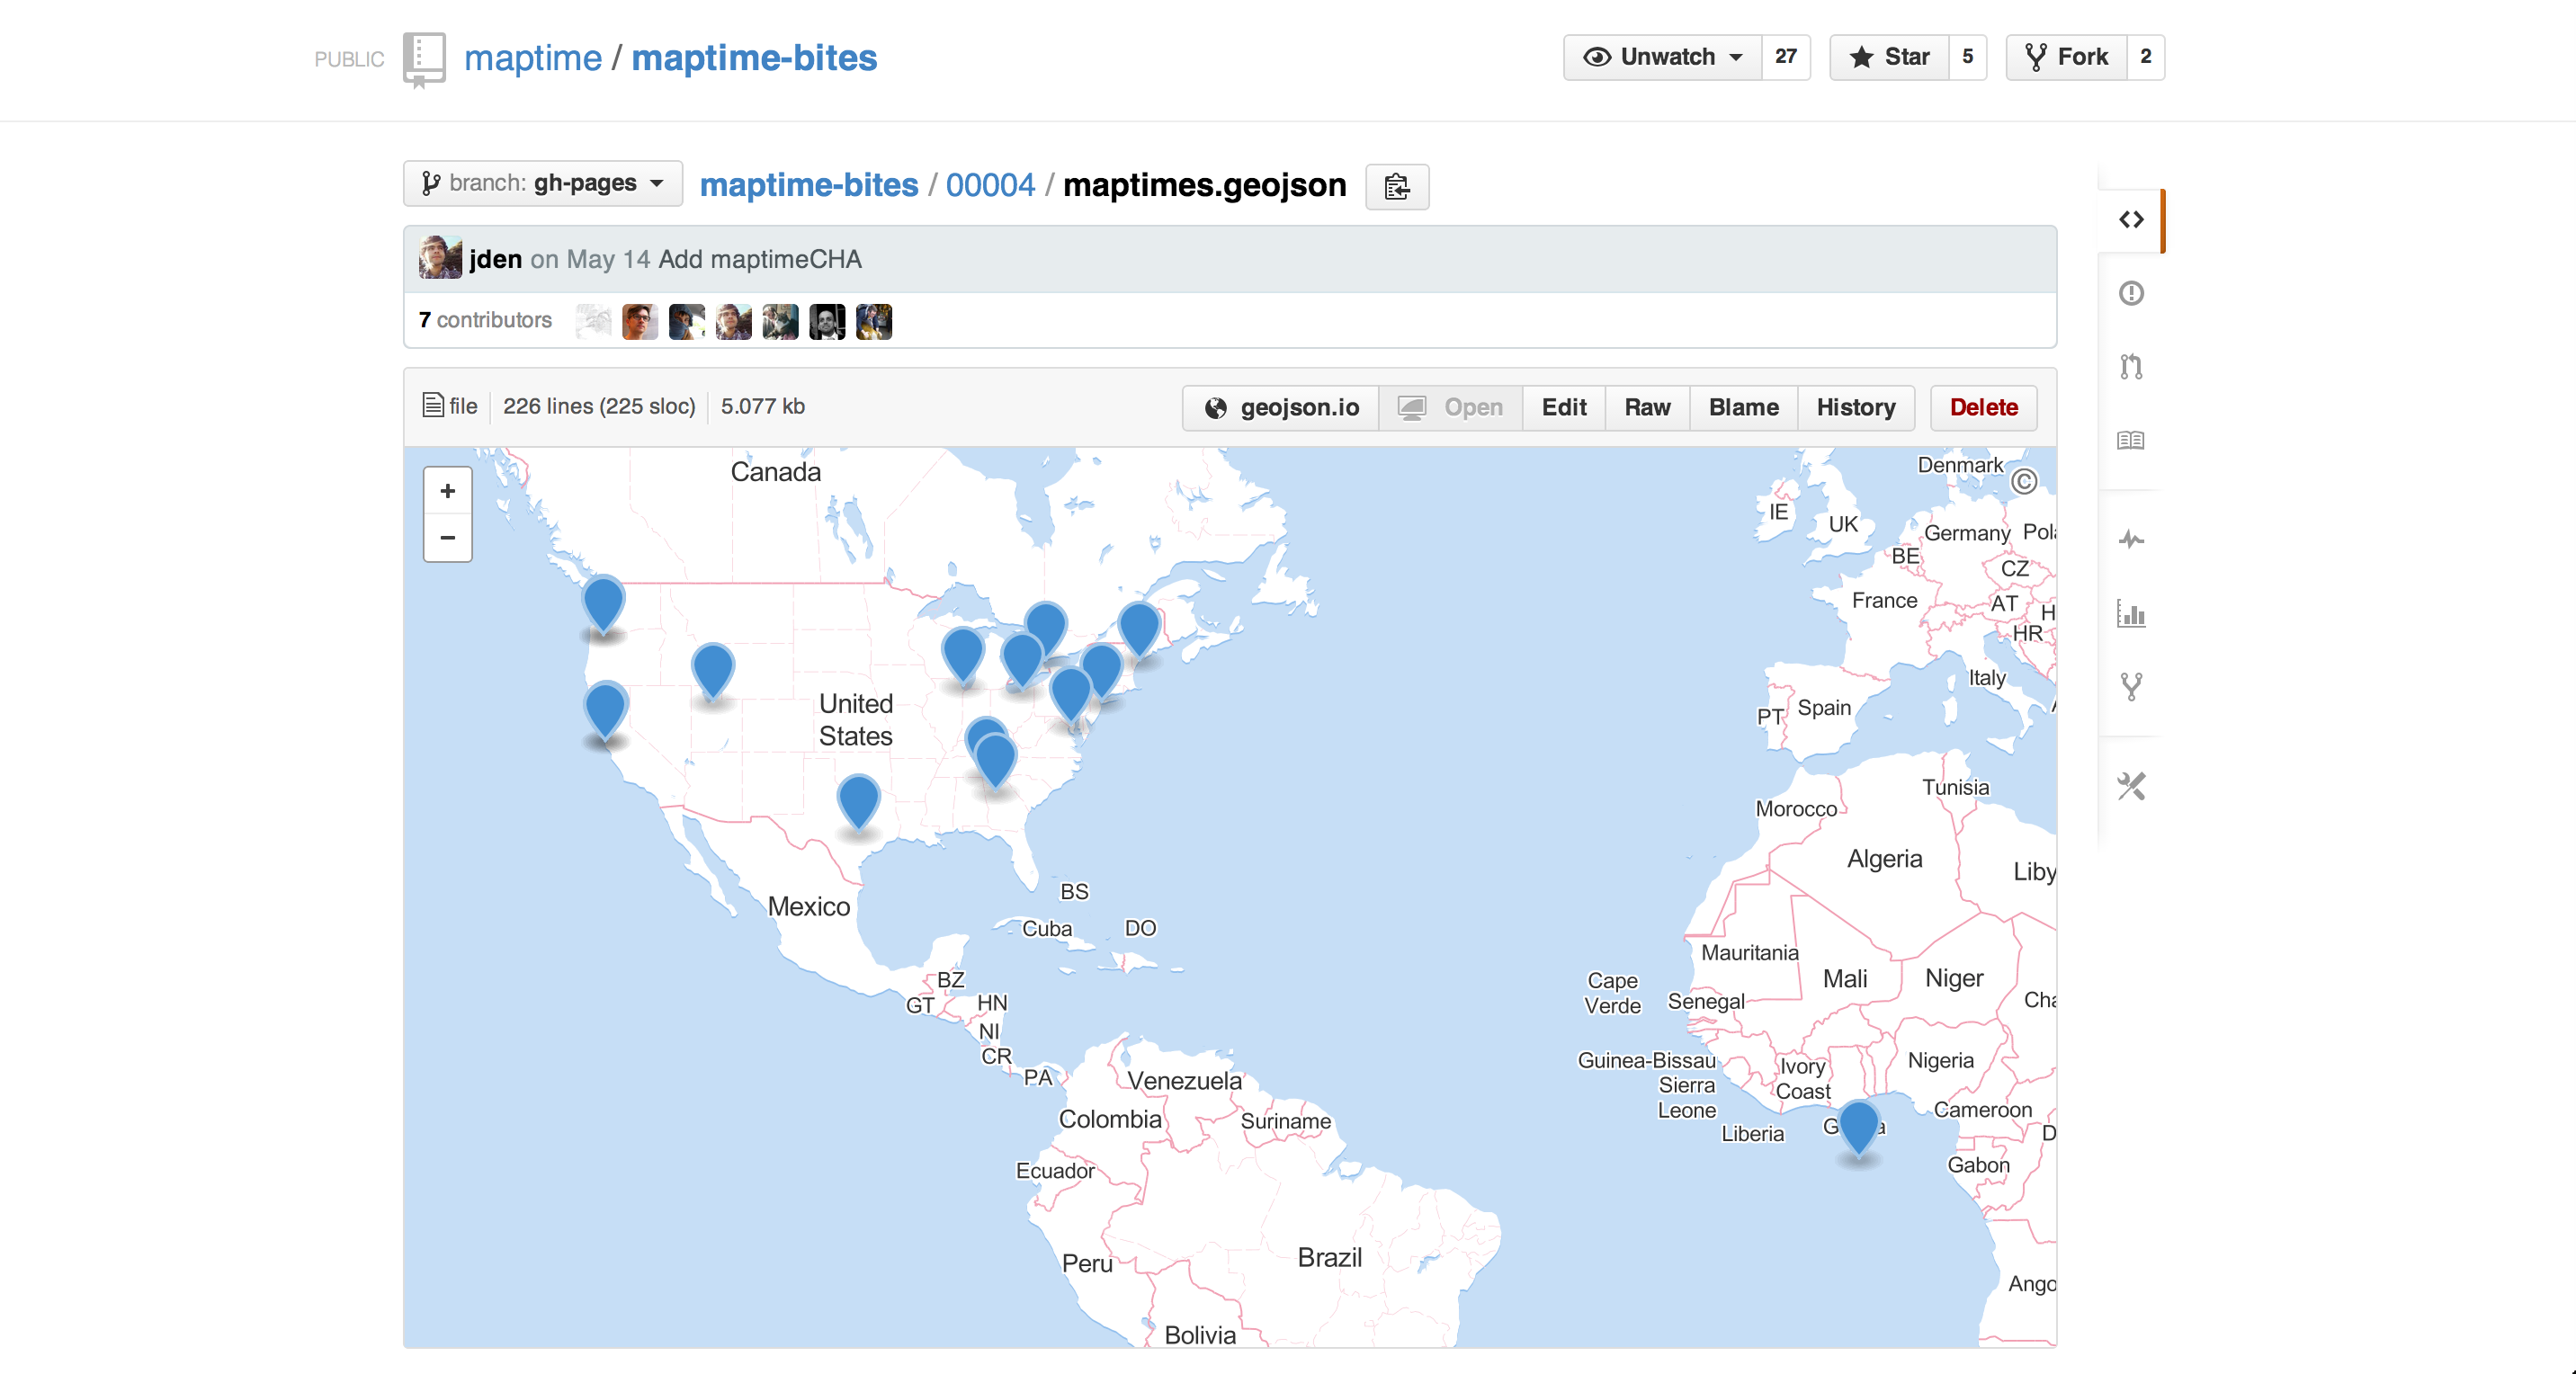 PUBLIC maptime / maptime-bites Unwatch 27 Star 5 Fork 2
branch: gh-pages maptime-bites / 00004 / maptimes.geojson
jden on May 14 Add maptimeCHA
7 contributors
file 226 lines (225 sloc) 5.077 kb geojson.io Open Edit Raw Blame History Delete
+
−
Canada
Denmark
©
IE
UK
Germany
Pol
BE
CZ
France
AT
H
HR
Italy
United
States
PT
Spain
Tunisia
Morocco
Algeria
Liby
BS
Mexico
Cuba
DO
Mauritania
BZ
Mali
Niger
Cape
Verde
Senegal
Cha
GT
HN
NI
CR
Guinea-Bissau
Nigeria
Ivory
Coast
PA
Venezuela
Sierra
Leone
Colombia
Suriname
Cameroon
Liberia
G a
D
Ecuador
Gabon
Peru
Brazil
Ango
Bolivia